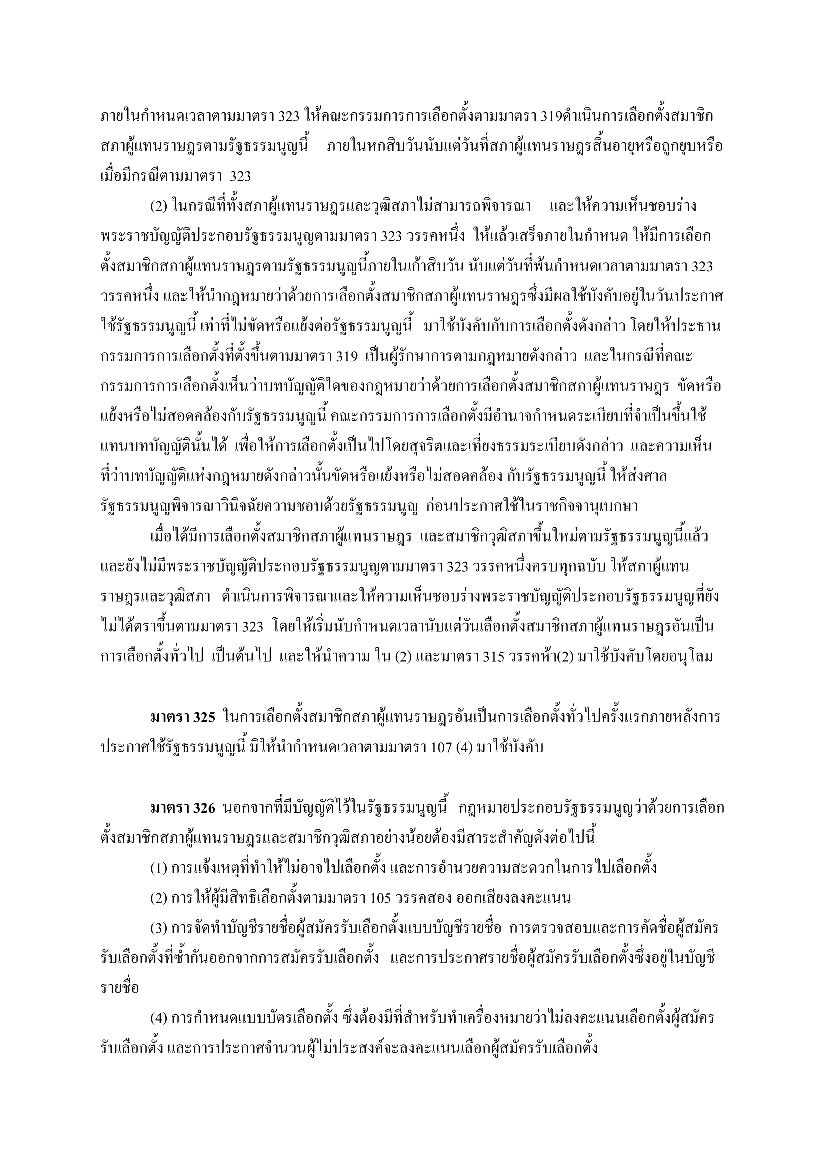 ภายในกำหนดเวลาตามมาตรา 323 ให้คณะกรรมการการเลือกตั้งตามมาตรา 319ดำเนินการเลือกตั้งสมาชิก
สภาผู้แทนราษฎรตามรัฐธรรมนูญนี้ ภายในหกสิบวันนับแต่วันที่สภาผู้แทนราษฎรสิ้นอายุหรือถูกยุบหรือ
เมื่อมีกรณีตามมาตรา 323
(2) ในกรณีที่ทั้งสภาผู้แทนราษฎรและวุฒิสภาไม่สามารถพิจารณา และให้ความเห็นชอบร่าง
พระราชบัญญัติประกอบรัฐธรรมนูญตามมาตรา 323 วรรคหนึ่ง ให้แล้วเสร็จภายในกำหนด ให้มีการเลือก
ตั้งสมาชิกสภาผู้แทนราษฎรตามรัฐธรรมนูญนี้ภายในเก้าสิบวัน นับแต่วันที่พ้นกำหนดเวลาตามมาตรา 323
วรรคหนึ่ง และให้นำกฎหมายว่าด้วยการเลือกตั้งสมาชิกสภาผู้แทนราษฎรซึ่งมีผลใช้บังคับอยู่ในวันประกาศ
ใช้รัฐธรรมนูญนี้ เท่าที่ไม่ขัดหรือแย้งต่อรัฐธรรมนูญนี้ มาใช้บังคับกับการเลือกตั้งดังกล่าว โดยให้ประธาน
กรรมการการเลือกตั้งที่ตั้งขึ้นตามมาตรา 319 เป็นผู้รักษาการตามกฎหมายดังกล่าว และในกรณีที่คณะ
กรรมการการเลือกตั้งเห็นว่าบทบัญญัติใดของกฎหมายว่าด้วยการเลือกตั้งสมาชิกสภาผู้แทนราษฎร ขัดหรือ
แย้งหรือไม่สอดคล้องกับรัฐธรรมนูญนี้ คณะกรรมการการเลือกตั้งมีอำนาจกำหนดระเบียบที่จำเป็นขึ้นใช้
แทนบทบัญญัตินั้นได้ เพื่อให้การเลือกตั้งเป็นไปโดยสุจริตและเที่ยงธรรมระเบียบดังกล่าว และความเห็น
ที่ว่าบทบัญญัติแห่งกฎหมายดังกล่าวนั้นขัดหรือแย้งหรือไม่สอดคล้อง กับรัฐธรรมนูญนี้ ให้ส่งศาล
รัฐธรรมนูญพิจารณาวินิจฉัยความชอบด้วยรัฐธรรมนูญ ก่อนประกาศใช้ในราชกิจจานุเบกษา
เมื่อได้มีการเลือกตั้งสมาชิกสภาผู้แทนราษฎร และสมาชิกวุฒิสภาขึ้นใหม่ตามรัฐธรรมนูญนี้แล้ว
และยังไม่มีพระราชบัญญัติประกอบรัฐธรรมนูญตามมาตรา 323 วรรคหนึ่งครบทุกฉบับ ให้สภาผู้แทน
ราษฎรและวุฒิสภา ดำเนินการพิจารณาและให้ความเห็นชอบร่างพระราชบัญญัติประกอบรัฐธรรมนูญที่ยัง
ไม่ได้ตราขึ้นตามมาตรา 323 โดยให้เริ่มนับกำหนดเวลานับแต่วันเลือกตั้งสมาชิกสภาผู้แทนราษฎรอันเป็น
การเลือกตั้งทั่วไป เป็นต้นไป และให้นำความ ใน (2) และมาตรา 315 วรรคห้า(2) มาใช้บังคับโดยอนุโลม
มาตรา 325 ในการเลือกตั้งสมาชิกสภาผู้แทนราษฎรอันเป็นการเลือกตั้งทั่วไปครั้งแรกภายหลังการ
ประกาศใช้รัฐธรรมนูญนี้ มิให้นำกำหนดเวลาตามมาตรา 107 (4) มาใช้บังคับ
มาตรา 326 นอกจากที่มีบัญญัติไว้ในรัฐธรรมนูญนี้ กฎหมายประกอบรัฐธรรมนูญว่าด้วยการเลือก
ตั้งสมาชิกสภาผู้แทนราษฎรและสมาชิกวุฒิสภาอย่างน้อยต้องมีสาระสำคัญดังต่อไปนี้
(1) การแจ้งเหตุที่ทำให้ไม่อาจไปเลือกตั้ง และการอำนวยความสะดวกในการไปเลือกตั้ง
(2) การให้ผู้มีสิทธิเลือกตั้งตามมาตรา 105 วรรคสอง ออกเสียงลงคะแนน
(3) การจัดทำบัญชีรายชื่อผู้สมัครรับเลือกตั้งแบบบัญชีรายชื่อ การตรวจสอบและการคัดชื่อผู้สมัคร
รับเลือกตั้งที่ซ้ำกันออกจากการสมัครรับเลือกตั้ง และการประกาศรายชื่อผู้สมัครรับเลือกตั้งซึ่งอยู่ในบัญชี
รายชื่อ
(4) การกำหนดแบบบัตรเลือกตั้ง ซึ่งต้องมีที่สำหรับทำเครื่องหมายว่าไม่ลงคะแนนเลือกตั้งผู้สมัคร
รับเลือกตั้ง และการประกาศจำนวนผู้ไม่ประสงค์จะลงคะแนนเลือกผู้สมัครรับเลือกตั้ง